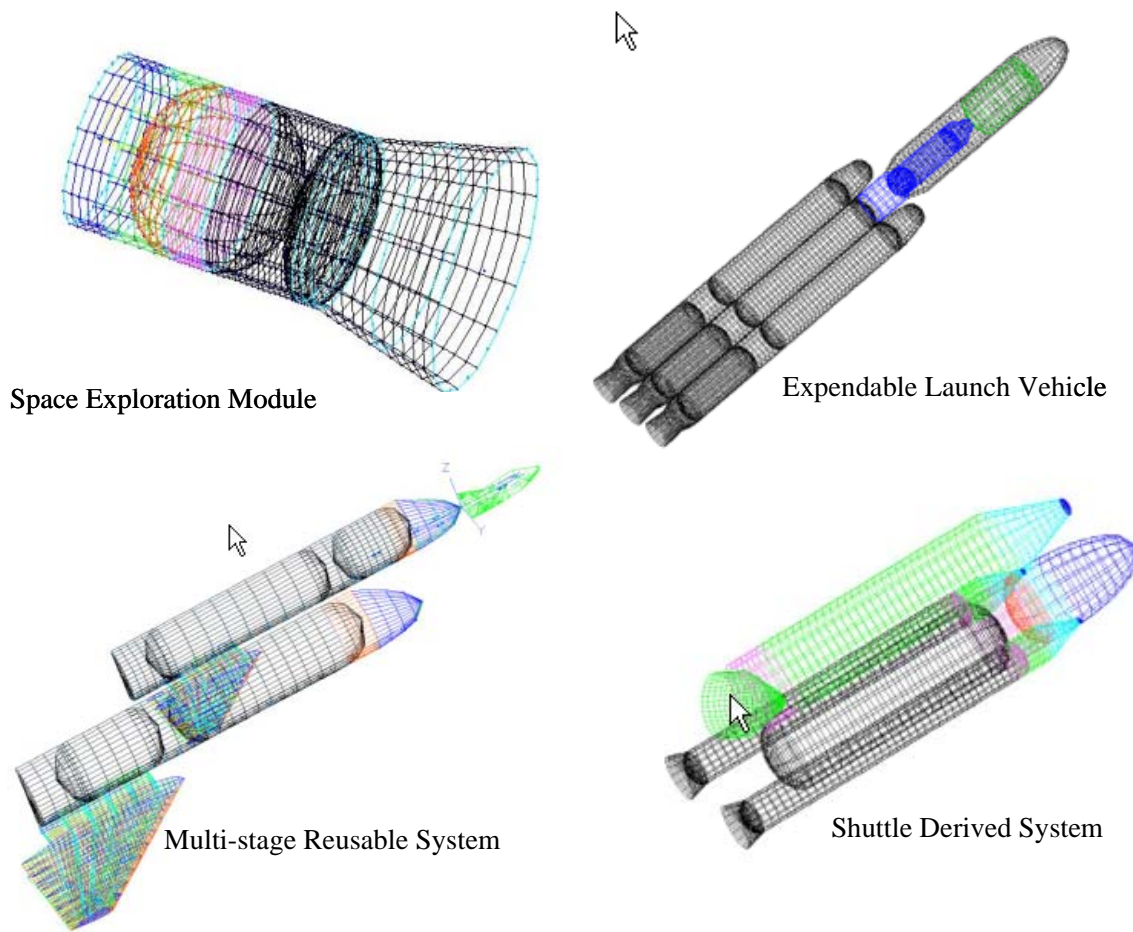 Space Exploration Module
Expendable Launch Vehicle
Z
Y
Multi-stage Reusable System
Shuttle Derived System